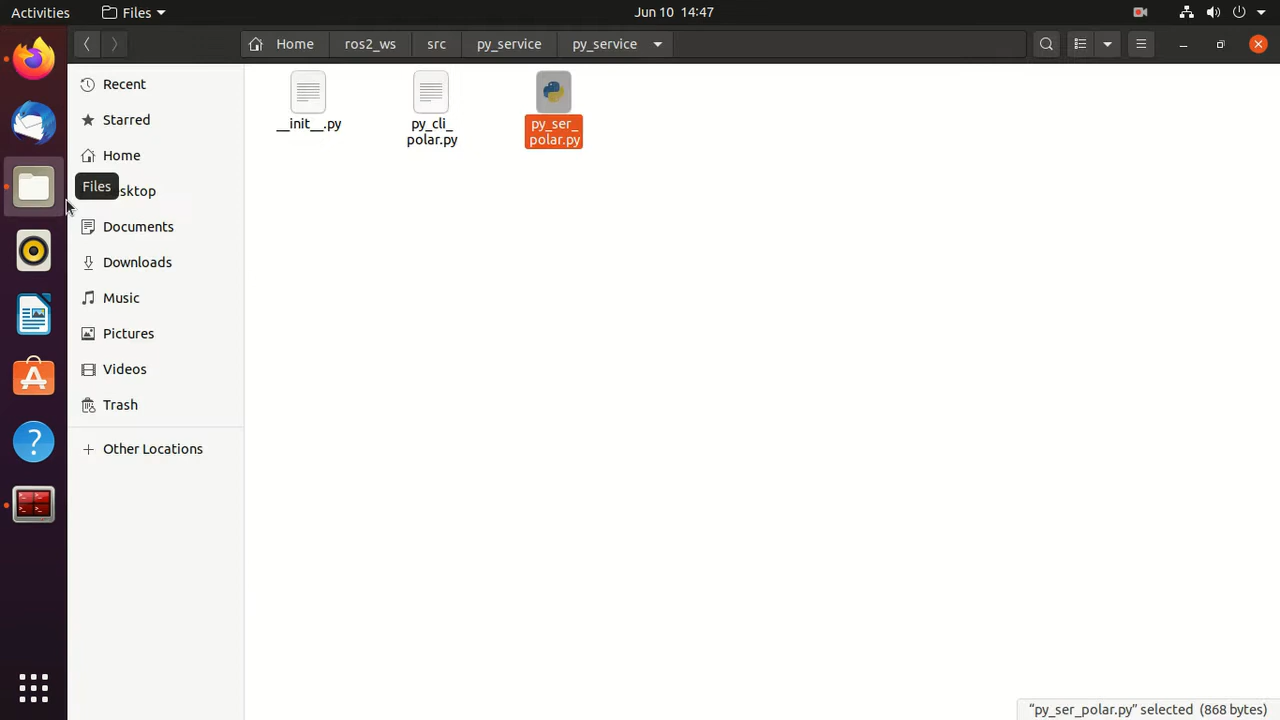 Activities
Files
Jun 10 14:47
Home
ros2_ws
src
py_service
py_service
Recent
Starred
Home
Files
sktop
Documents
Downloads
Music
Pictures
Videos
Trash
Other Locations
__init__.py
py_cli_
polar.py
py_ser_
polar.py
"py_ser_polar.py" selected (868 bytes)